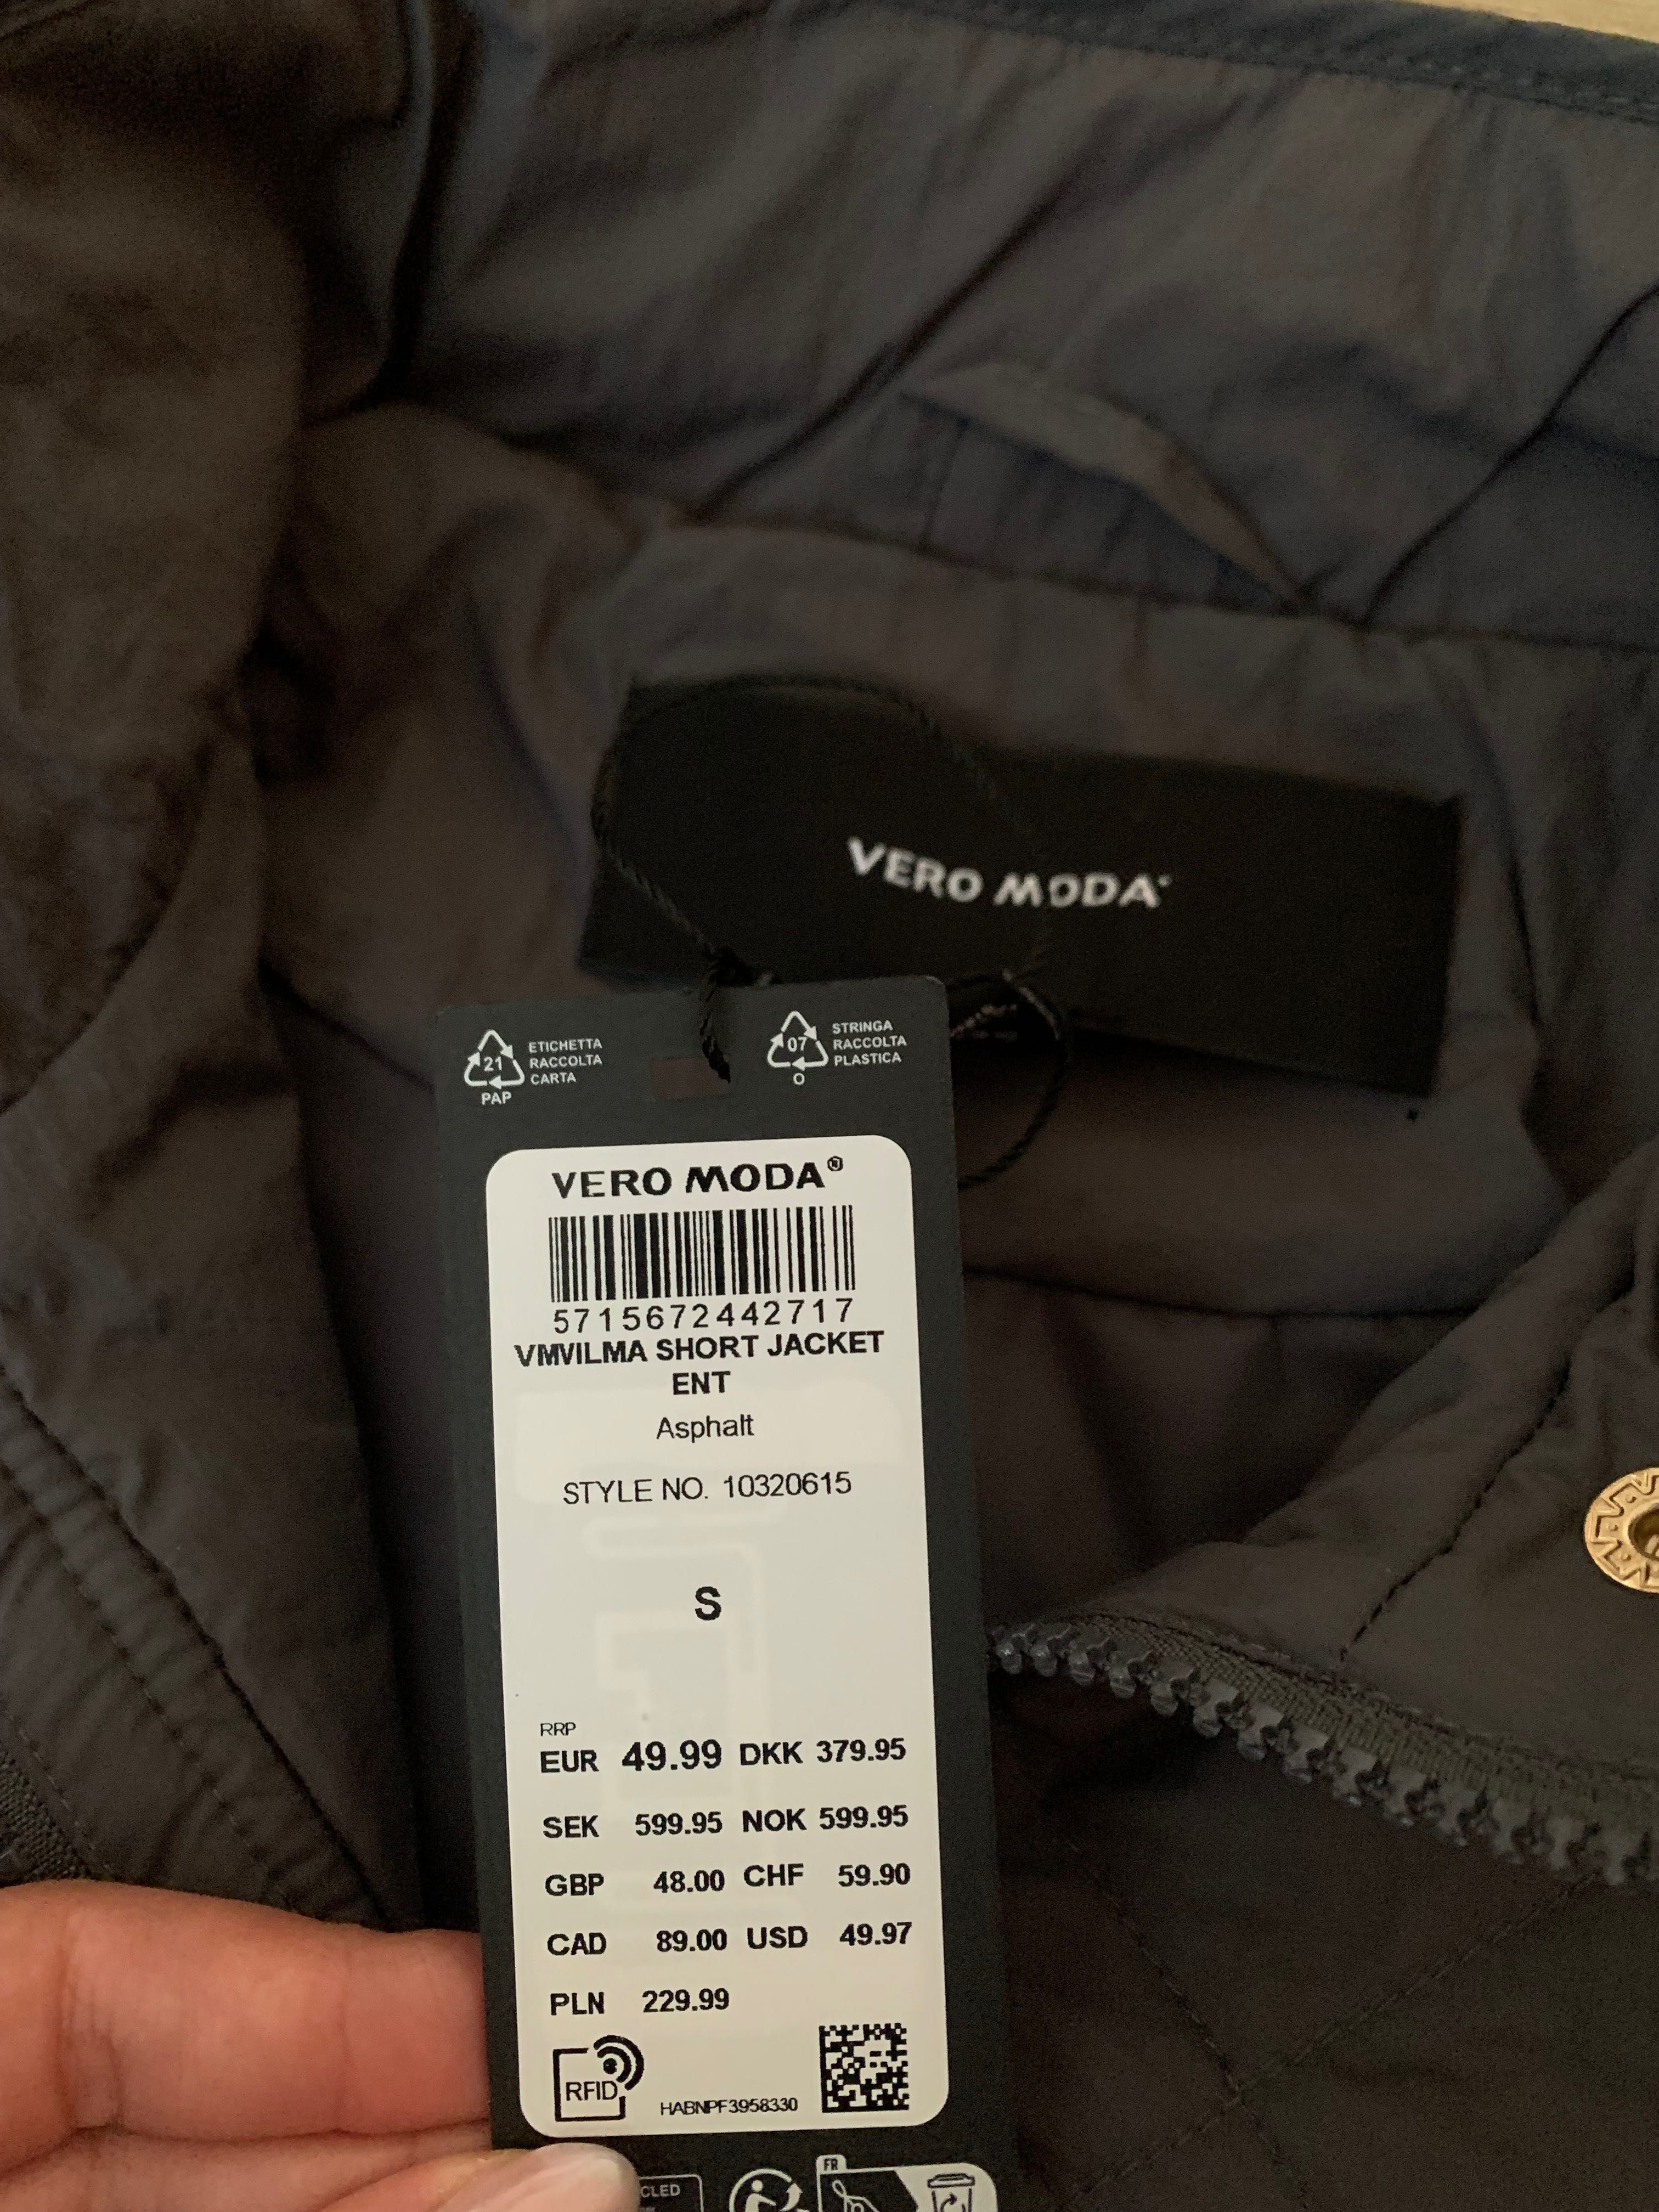 VERO MODA
21
PAP
ETICHETTA
RACCOLTA
CARTA
07
O
STRINGA
RACCOLTA
PLASTICA
VERO MODA®
5715672442717
VMVILMA SHORT JACKET
ENT
Asphalt
STYLE NO. 10320615
S
RRP
EUR 49.99 DKK 379.95
SEK 599.95 NOK 599.95
GBP 48.00 CHF 59.90
CAD 89.00 USD 49.97
PLN 229.99
RFID
HABNPF3958330
FR